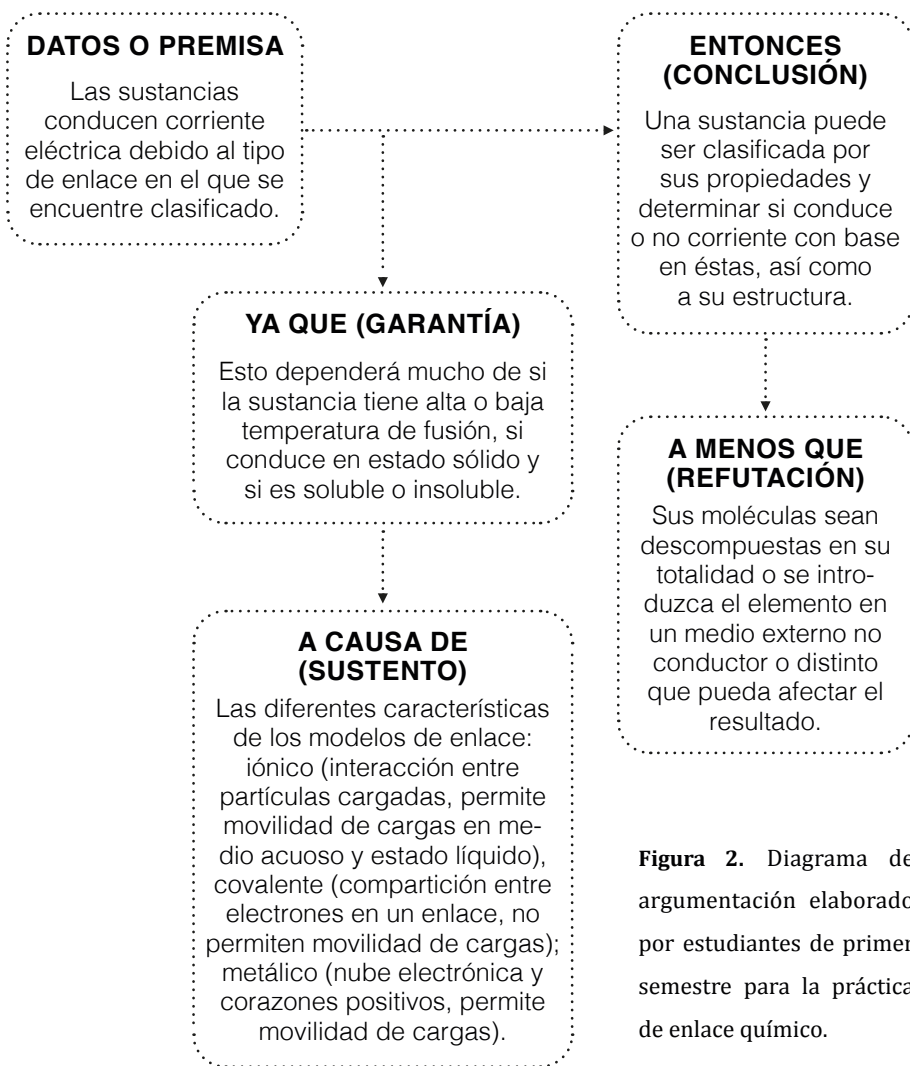 DATOS O PREMISA
Las sustancias
conducen corriente
eléctrica debido al tipo
de enlace en el que se
encuentre clasificado.
ENTONCES
(CONCLUSIÓN)
Una sustancia puede
ser clasificada por
sus propiedades y
determinar si conduce
o no corriente con base
en éstas, así como
a su estructura.
YA QUE (GARANTÍA)
Esto dependerá mucho de si
la sustancia tiene alta o baja
temperatura de fusión, si
conduce en estado sólido y
si es soluble o insoluble.
A MENOS QUE
(REFUTACIÓN)
Sus moléculas sean
descompuestas en su
totalidad o se intro-
duzca el elemento en
un medio externo no
conductor o distinto
que pueda afectar el
resultado.
A CAUSA DE
(SUSTENTO)
Las diferentes características
de los modelos de enlace:
iónico (interacción entre
partículas cargadas, permite
movilidad de cargas en me-
dio acuoso y estado líquido),
covalente (compartición entre
electrones en un enlace, no
permiten movilidad de cargas);
metálico (nube electrónica y
corazones positivos, permite
movilidad de cargas).
Figura 2. Diagrama de
argumentación elaborado
por estudiantes de primer
semestre para la práctica
de enlace químico.